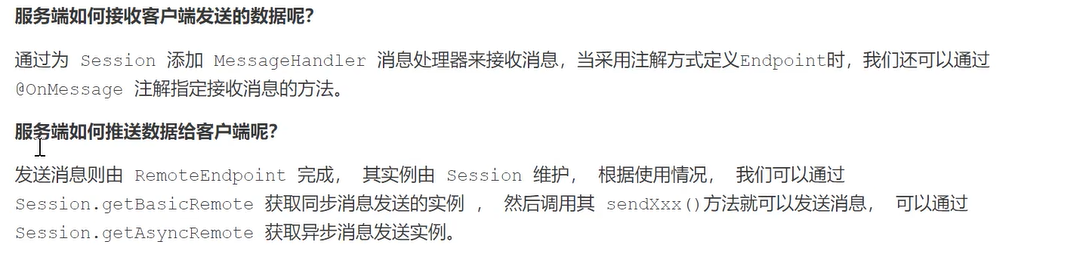 服务端如何接收客户端发送的数据呢?
通过为 Session 添加 MessageHandler 消息处理器来接收消息，当采用注解方式定义Endpoint时，我们还可以通过
@OnMessage 注解指定接收消息的方法。
服务端如何推送数据给客户端呢?
发送消息则由 RemoteEndpoint 完成， 其实例由 Session 维护， 根据使用情况， 我们可以通过
Session.getBasicRemote 获取同步消息发送的实例 ， 然后调用其 sendXxx()方法就可以发送消息， 可以通过
Session.getAsyncRemote 获取异步消息发送实例。